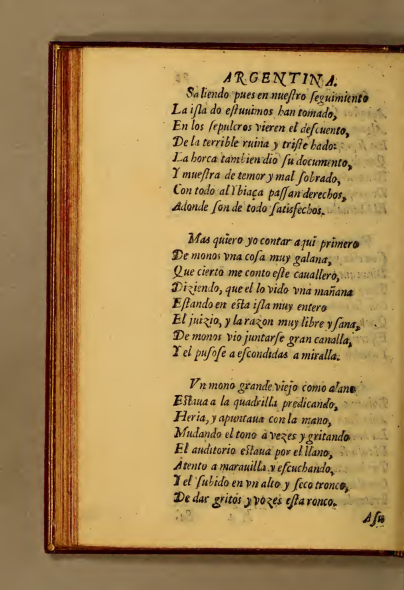 ARGENTINA.
Saliendo pues en nueſtro ſeguimiento
La iſla do eſtuuimos han tomado,
En los ſepulcros vieren el deſcuento,
De la terrible ruina y triſte hado:
La horca tambien dio ſu documento,
Y mueſtra de temor y mal ſobrado,
Con todo al Ybiaça paſſan derechos,
Adonde ſon de todo ſatisfechos.
Mas quiero yo contar aqui primero
De monos vna coſa muy galana,
Que cierto me conto eſte cauallero,
Diziendo, que el lo vido vna mañana
Eſtando en eſta iſla muy entero
El juizio, y la razon muy libre y ſana,
De monos vio juntarſe gran canalla,
Y el puſoſe a eſcondidas a miralla.
Vn mono grande viejo como alano
Eſtaua a la quadrilla predicando,
Heria, y apuntaua con la mano,
Mudando el tono a vezes y gritando
El auditorio eſtaua por el llano,
Atento a marauilla y eſcuchando,
Y el ſubido en vn alto y ſeco tronco,
De dar gritos y vozes eſta ronco.